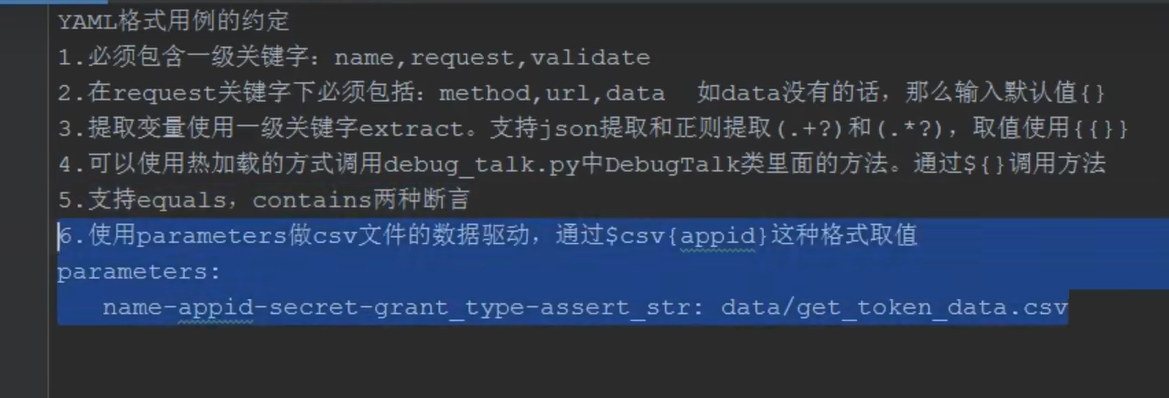 YAML格式用例的约定
1.必须包含一级关键字：name,request,validate
2.在request关键字下必须包括：method,url,data  如data没有的话，那么输入默认值{}
3.提取变量使用一级关键字extract。支持json提取和正则提取(.+?)和(.*?)，取值使用{{}}
4.可以使用热加载的方式调用debug_talk.py中DebugTalk类里面的方法。通过${}调用方法
5.支持equals，contains两种断言
6.使用parameters做csv文件的数据驱动，通过$csv{appid}这种格式取值
parameters:
   name-appid-secret-grant_type-assert_str: data/get_token_data.csv